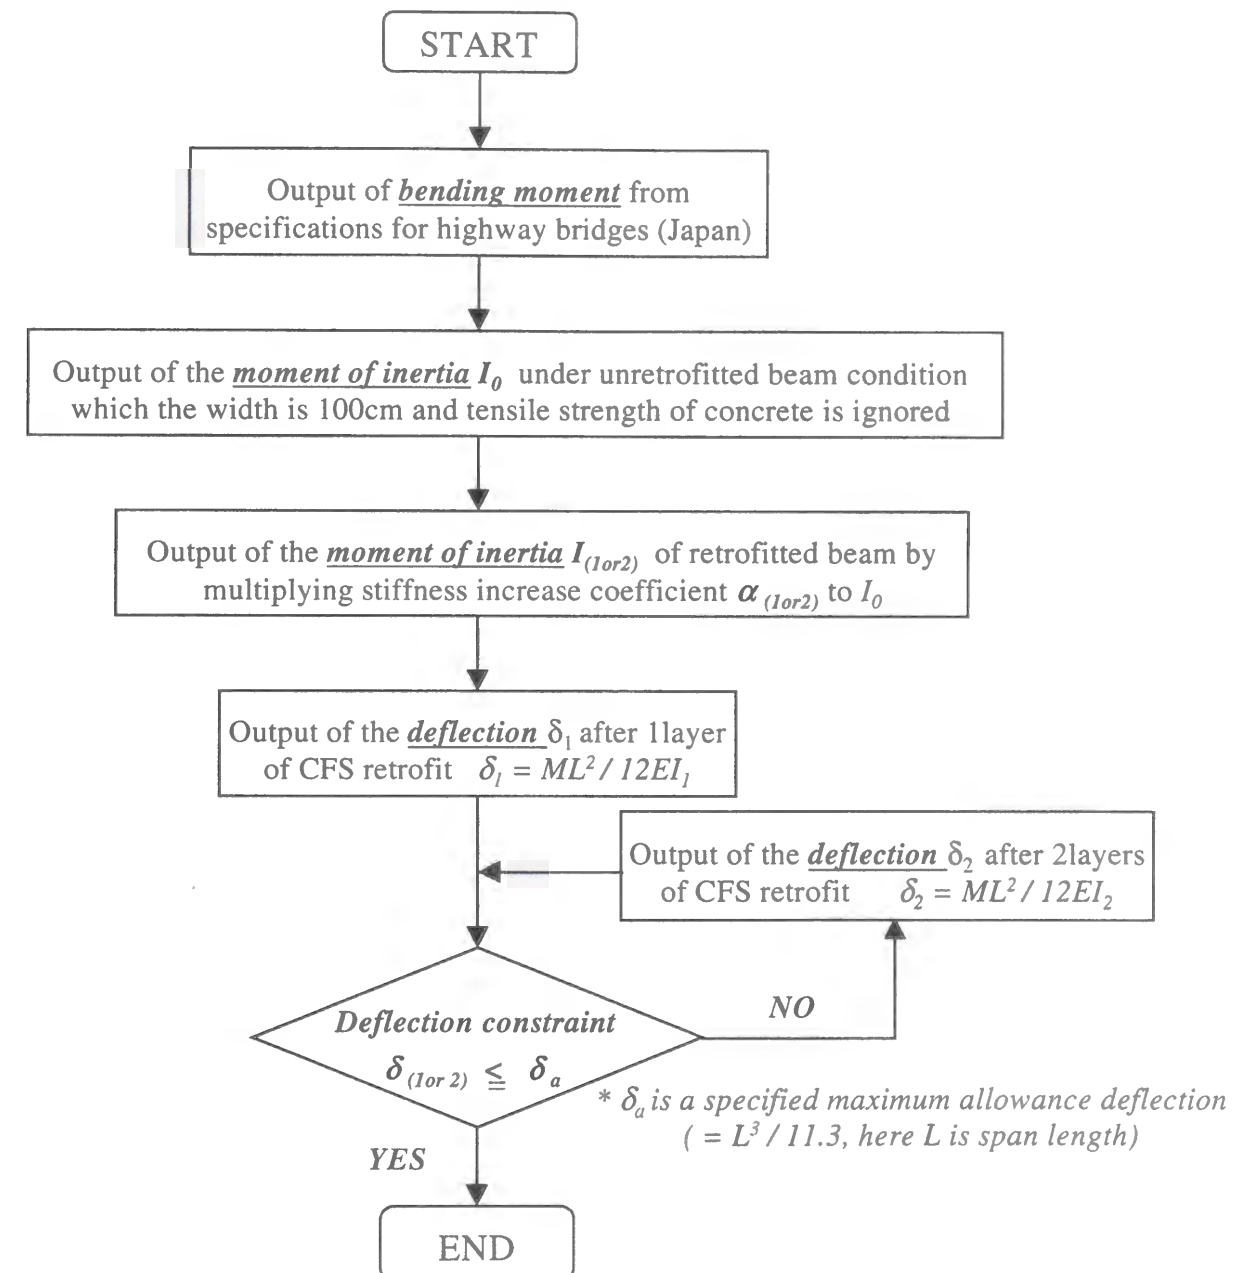 START
Output of bending moment from
specifications for highway bridges (Japan)
Output of the moment of inertia I₀ under unretrofitted beam condition
which the width is 100cm and tensile strength of concrete is ignored
Output of the moment of inertia I(1or2) of retrofitted beam by
multiplying stiffness increase coefficient α(1or2) to I₀
Output of the deflection δ₁ after 1layer
of CFS retrofit δ₁ = ML² / 12EI₁
Output of the deflection δ₂ after 2layers
of CFS retrofit δ₂ = ML² / 12EI₂
Deflection constraint
δ(1or 2) ≦ δa
NO
* δa is a specified maximum allowance deflection
( = L³ / 11.3, here L is span length)
YES
END